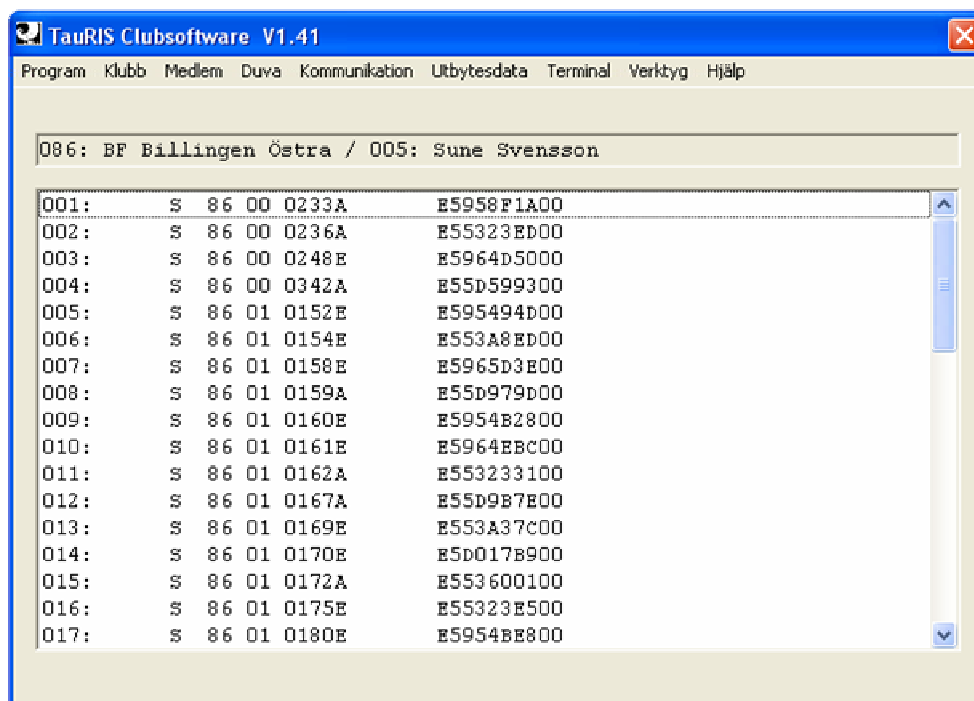 TauRIS Clubsoftware V1.41
Program Klubb Medlem Duva Kommunikation Utbytesdata Terminal Verktyg Hjälp
086: BF Billingen Östra / 005: Sune Svensson
001: S 86 00 0233A E5958F1A00
002: S 86 00 0236A E55323ED00
003: S 86 00 0248E E5964D5000
004: S 86 00 0342A E55D599300
005: S 86 01 0152E E595494D00
006: S 86 01 0154E E553A8ED00
007: S 86 01 0158E E5965D3E00
008: S 86 01 0159A E55D979D00
009: S 86 01 0160E E5954B2800
010: S 86 01 0161E E5964EBC00
011: S 86 01 0162A E553233100
012: S 86 01 0167A E55D9B7E00
013: S 86 01 0169E E553A37C00
014: S 86 01 0170E E5D017B900
015: S 86 01 0172A E553600100
016: S 86 01 0175E E55323E500
017: S 86 01 0180E E5954BE800